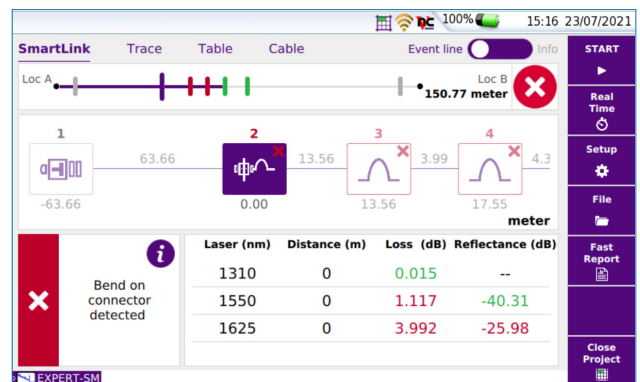 100% 15:16 23/07/2021
SmartLink Trace Table Cable Event line Info
START
Loc A
Loc B
150.77 meter
Real
Time
1 2 3 4
63.66 13.56 3.99 4.3
-63.66 0.00 13.56 17.55
meter
Setup
File
Bend on
connector
detected
Laser (nm) Distance (m) Loss (dB) Reflectance (dB)
1310 0 0.015 --
1550 0 1.117 -40.31
1625 0 3.992 -25.98
Fast
Report
Close
Project
EXPERT-SM